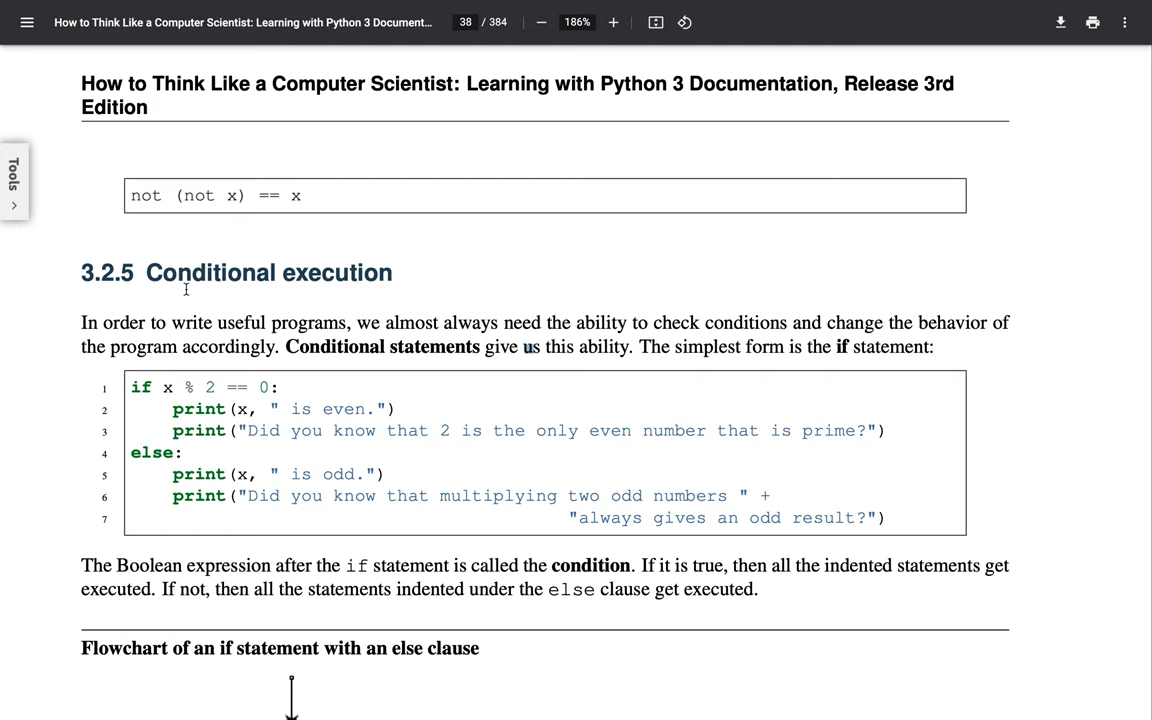 How to Think Like a Computer Scientist: Learning with Python 3 Document... 38 / 384 186%
How to Think Like a Computer Scientist: Learning with Python 3 Documentation, Release 3rd
Edition
Tools
not (not x) == x
3.2.5 Conditional execution
In order to write useful programs, we almost always need the ability to check conditions and change the behavior of
the program accordingly. Conditional statements give us this ability. The simplest form is the if statement:
1 if x % 2 == 0:
2     print(x, " is even.")
3     print("Did you know that 2 is the only even number that is prime?")
4 else:
5     print(x, " is odd.")
6     print("Did you know that multiplying two odd numbers " +
7                                           "always gives an odd result?")
The Boolean expression after the if statement is called the condition. If it is true, then all the indented statements get
executed. If not, then all the statements indented under the else clause get executed.
Flowchart of an if statement with an else clause